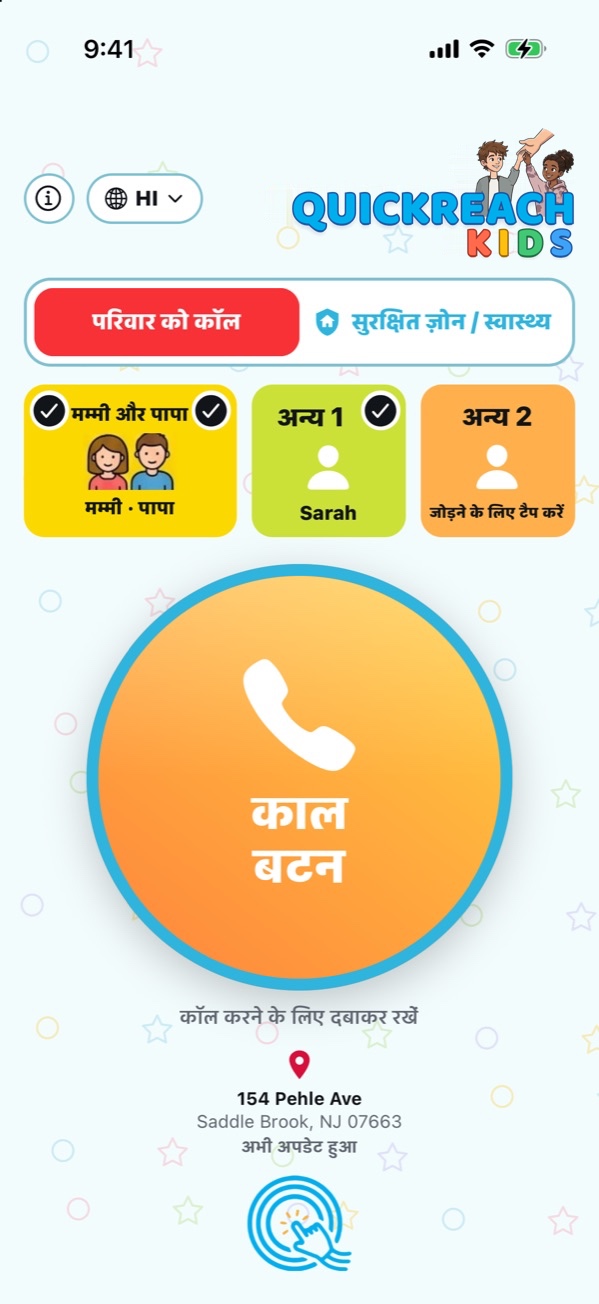 9:41
HI
QUICKREACH
KIDS
परिवार को कॉल
सुरक्षित ज़ोन / स्वास्थ्य
मम्मी और पापा
मम्मी · पापा
अन्य 1
Sarah
अन्य 2
जोड़ने के लिए टैप करें
काल
बटन
कॉल करने के लिए दबाकर रखें
154 Pehle Ave
Saddle Brook, NJ 07663
अभी अपडेट हुआ